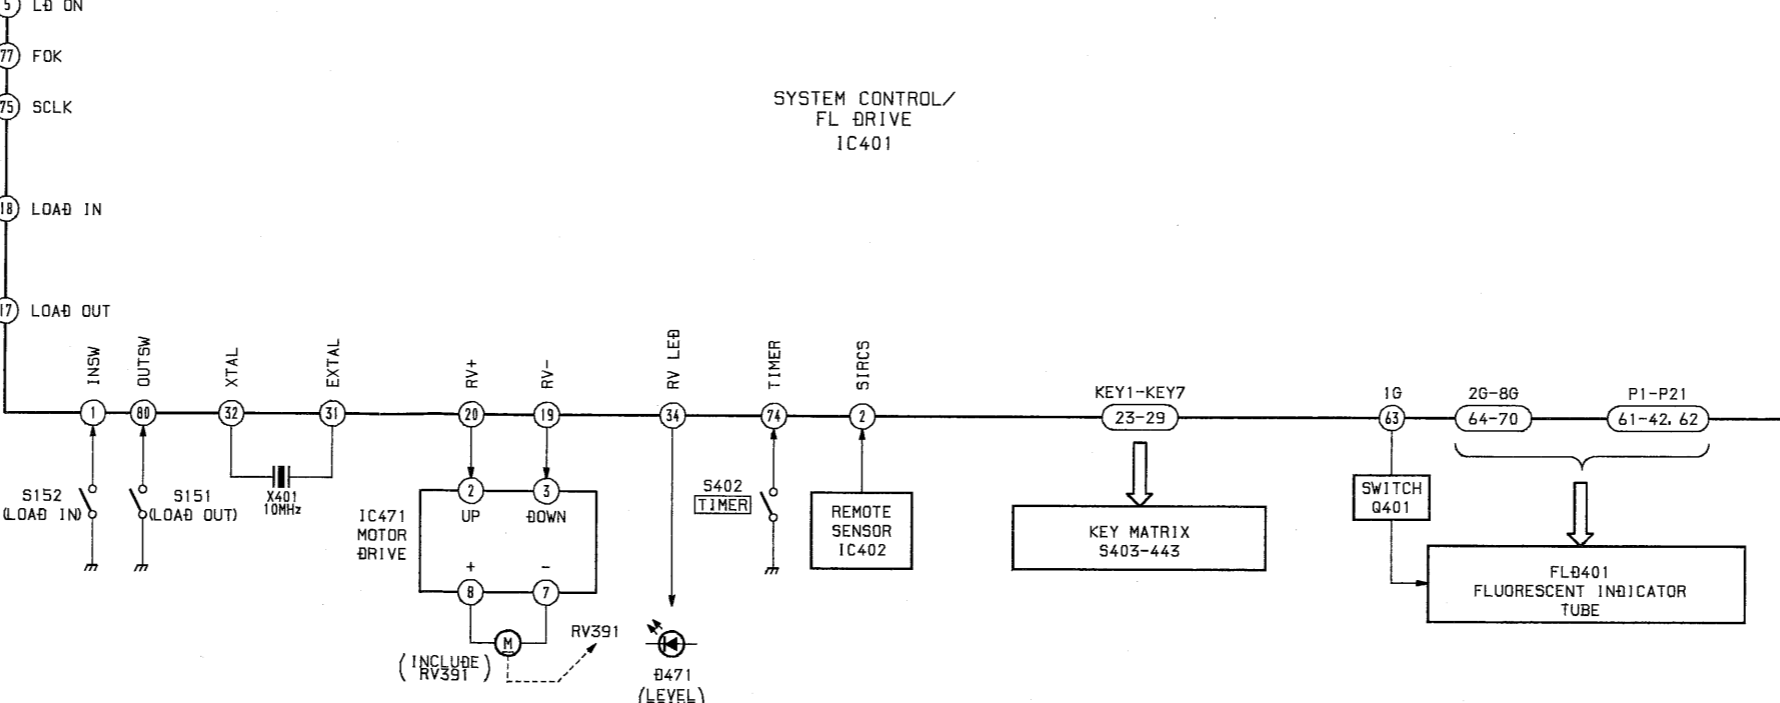 5 LD ON
77 FOK
75 SCLK
SYSTEM CONTROL/
FL DRIVE
IC401
18 LOAD IN
17 LOAD OUT
INSW
OUTSW
XTAL
EXTAL
RV+
RV-
RV LED
TIMER
SIRCS
KEY1-KEY7
1G
2G-8G
P1-P21
1
80
32
31
20
19
34
74
2
23-29
63
64-70
61-42, 62
S152
(LOAD IN)
S151
(LOAD OUT)
X401
10MHz
IC471
MOTOR
DRIVE
2
UP
3
DOWN
+
-
8
7
M
(INCLUDE
RV391)
RV391
D471
(LEVEL)
S402
TIMER
REMOTE
SENSOR
IC402
KEY MATRIX
S403-443
SWITCH
Q401
FLD401
FLUORESCENT INDICATOR
TUBE